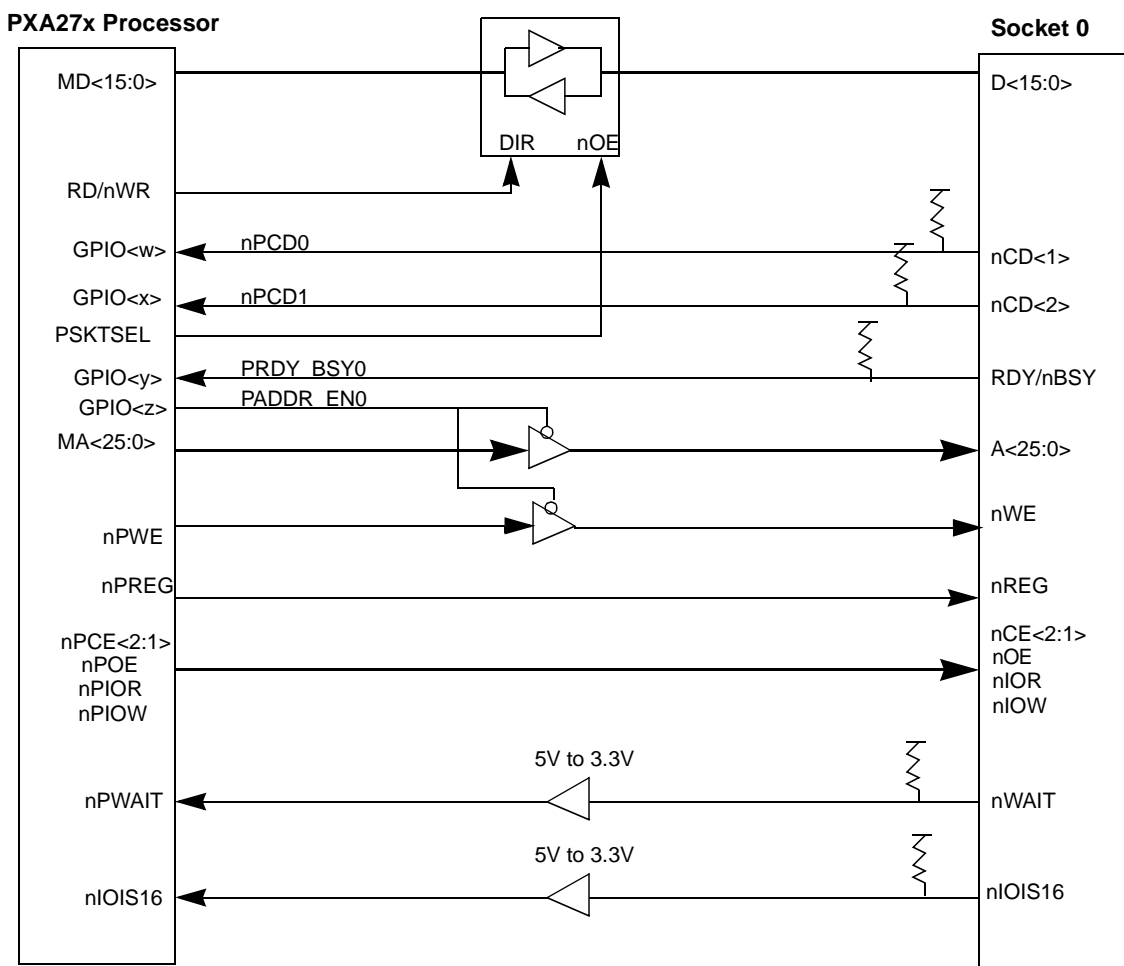 PXA27x Processor
Socket 0
MD<15:0>
D<15:0>
DIR nOE
RD/nWR
GPIO<w>
nPCD0
nCD<1>
GPIO<x>
nPCD1
nCD<2>
PSKTSEL
GPIO<y>
PRDY_BSY0
RDY/nBSY
GPIO<z>
PADDR_EN0
MA<25:0>
A<25:0>
nPWE
nWE
nPREG
nREG
nPCE<2:1>
nPOE
nPIOR
nPIOW
nCE<2:1>
nOE
nIOR
nIOW
5V to 3.3V
nPWAIT
nWAIT
5V to 3.3V
nIOIS16
nIOIS16